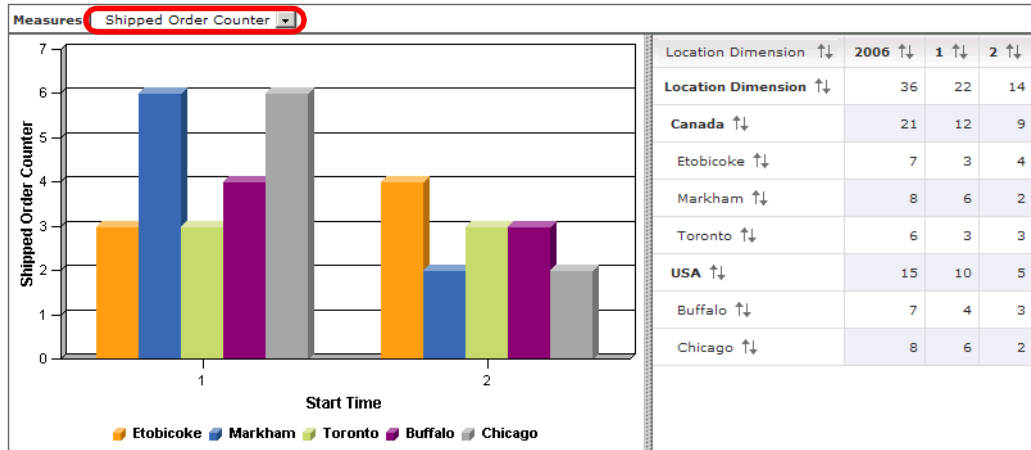 Measures Shipped Order Counter
7
6
5
4
3
2
1
0
Shipped Order Counter
1 2
Start Time
Etobicoke Markham Toronto Buffalo Chicago
Location Dimension 2006 1 2
Location Dimension 36 22 14
Canada 21 12 9
Etobicoke 7 3 4
Markham 8 6 2
Toronto 6 3 3
USA 15 10 5
Buffalo 7 4 3
Chicago 8 6 2